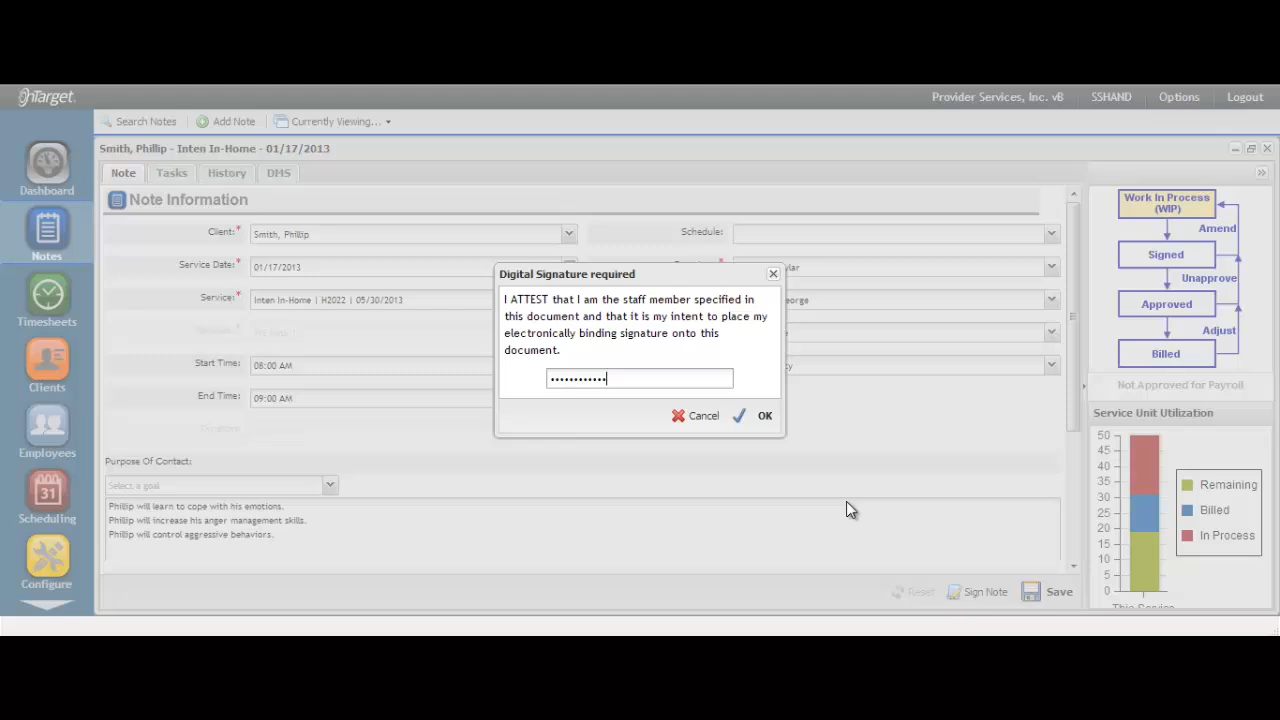 OnTarget
Provider Services, Inc. vB SSHAND Options Logout
Search Notes Add Note Currently Viewing...
Dashboard
Notes
Timesheets
Clients
Employees
31
Scheduling
Configure
Smith, Phillip - Inten In-Home - 01/17/2013
Note Tasks History DMS
Note Information
Client:* Smith, Phillip Schedule:
Service Date:* 01/17/2013
Service:* Inten In-Home | H2022 | 05/30/2013
Start Time: 08:00 AM
End Time: 09:00 AM
Purpose Of Contact:
Select a goal
Phillip will learn to cope with his emotions.
Phillip will increase his anger management skills.
Phillip will control aggressive behaviors.
Reset Sign Note Save
Digital Signature required
I ATTEST that I am the staff member specified in
this document and that it is my intent to place my
electronically binding signature onto this
document.
••••••••••••
Cancel OK
Work In Process
(WIP)
Amend
Signed
Unapprove
Approved
Adjust
Billed
Not Approved for Payroll
Service Unit Utilization
50
45
40
35
30
25
20
15
10
5
0
Remaining
Billed
In Process
This Service